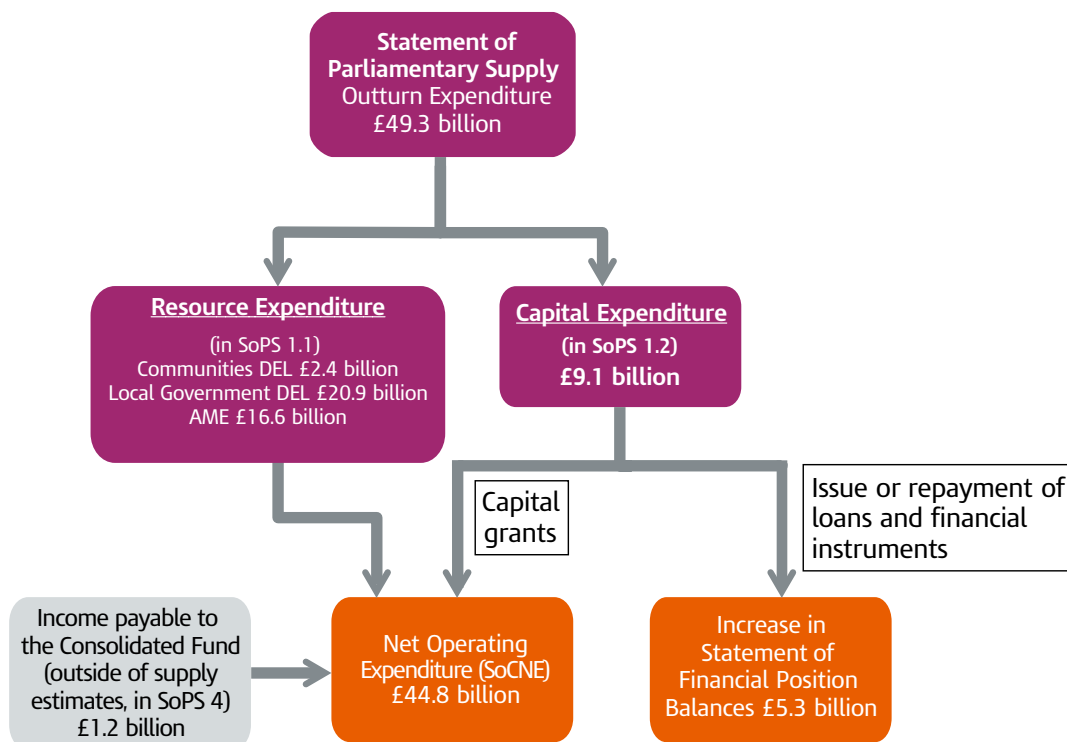 Statement of
Parliamentary Supply
Outturn Expenditure
£49.3 billion
Resource Expenditure
(in SoPS 1.1)
Communities DEL £2.4 billion
Local Government DEL £20.9 billion
AME £16.6 billion
Capital Expenditure
(in SoPS 1.2)
£9.1 billion
Capital
grants
Issue or repayment of
loans and financial
instruments
Income payable to
the Consolidated Fund
(outside of supply
estimates, in SoPS 4)
£1.2 billion
Net Operating
Expenditure (SoCNE)
£44.8 billion
Increase in
Statement of
Financial Position
Balances £5.3 billion